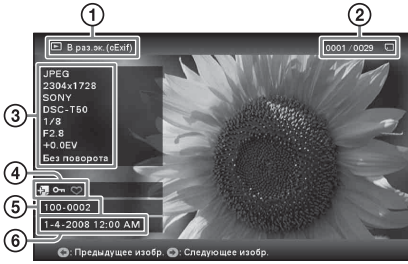 1 2
В раз.эк.(cExif) 0001/0029
3
JPEG
2304x1728
SONY
DSC-T50
1/8
F2.8
+0.0EV
Без поворота
4
5
100-0002
6
1-4-2008 12:00 AM
: Предыдущее изобр. : Следующее изобр.